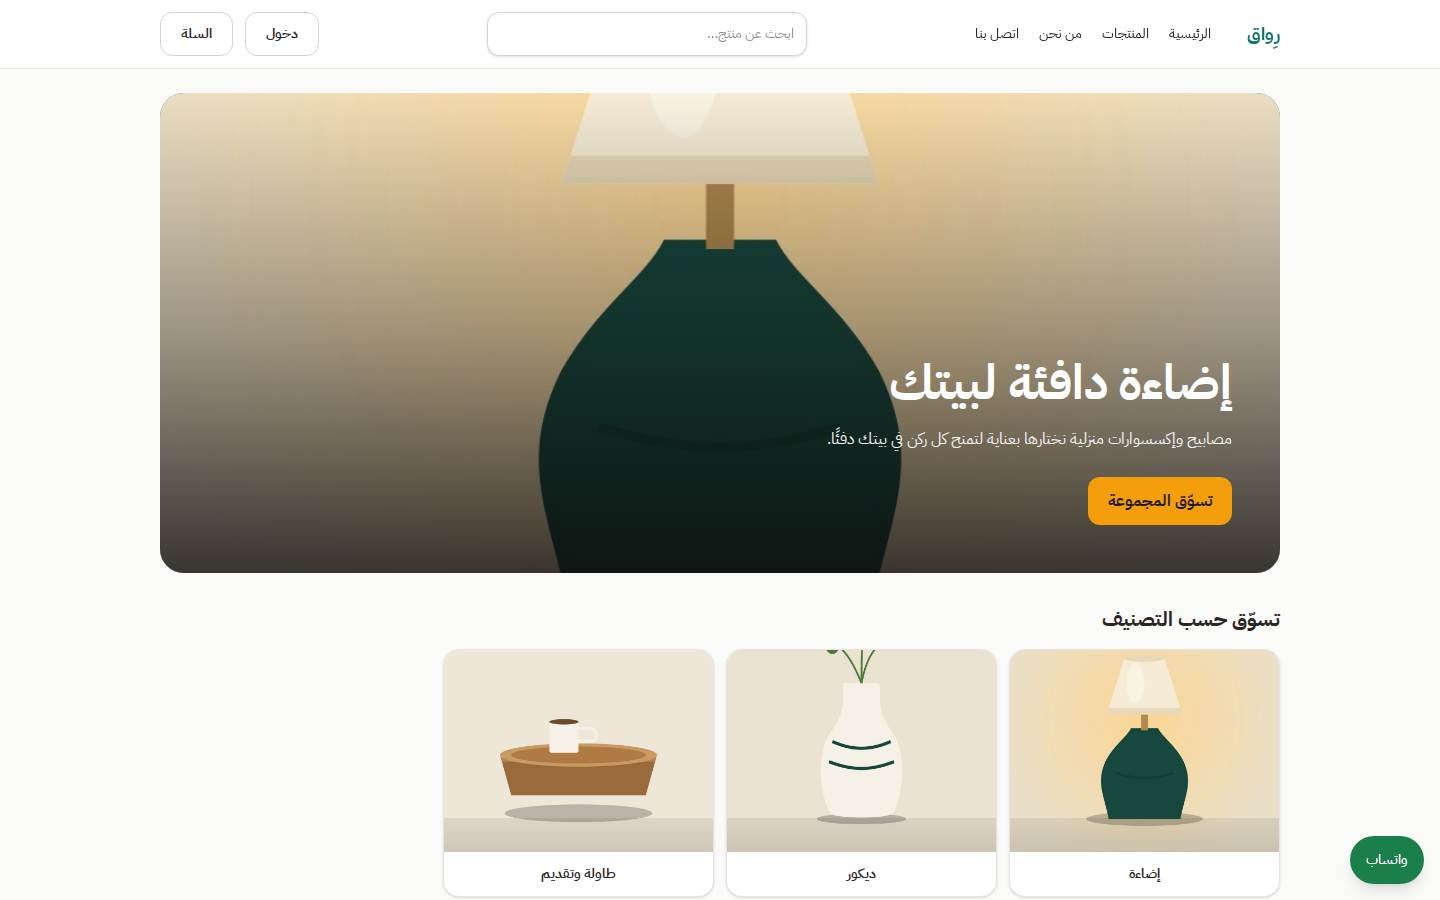 رِواق
الرئيسية
المنتجات
من نحن
اتصل بنا
ابحث عن منتج...
دخول
السلة
إضاءة دافئة لبيتك
مصابيح وإكسسوارات منزلية نختارها بعناية لتمنح كل ركن في بيتك دفئًا.
تسوّق المجموعة
تسوّق حسب التصنيف
إضاءة
ديكور
طاولة وتقديم
واتساب